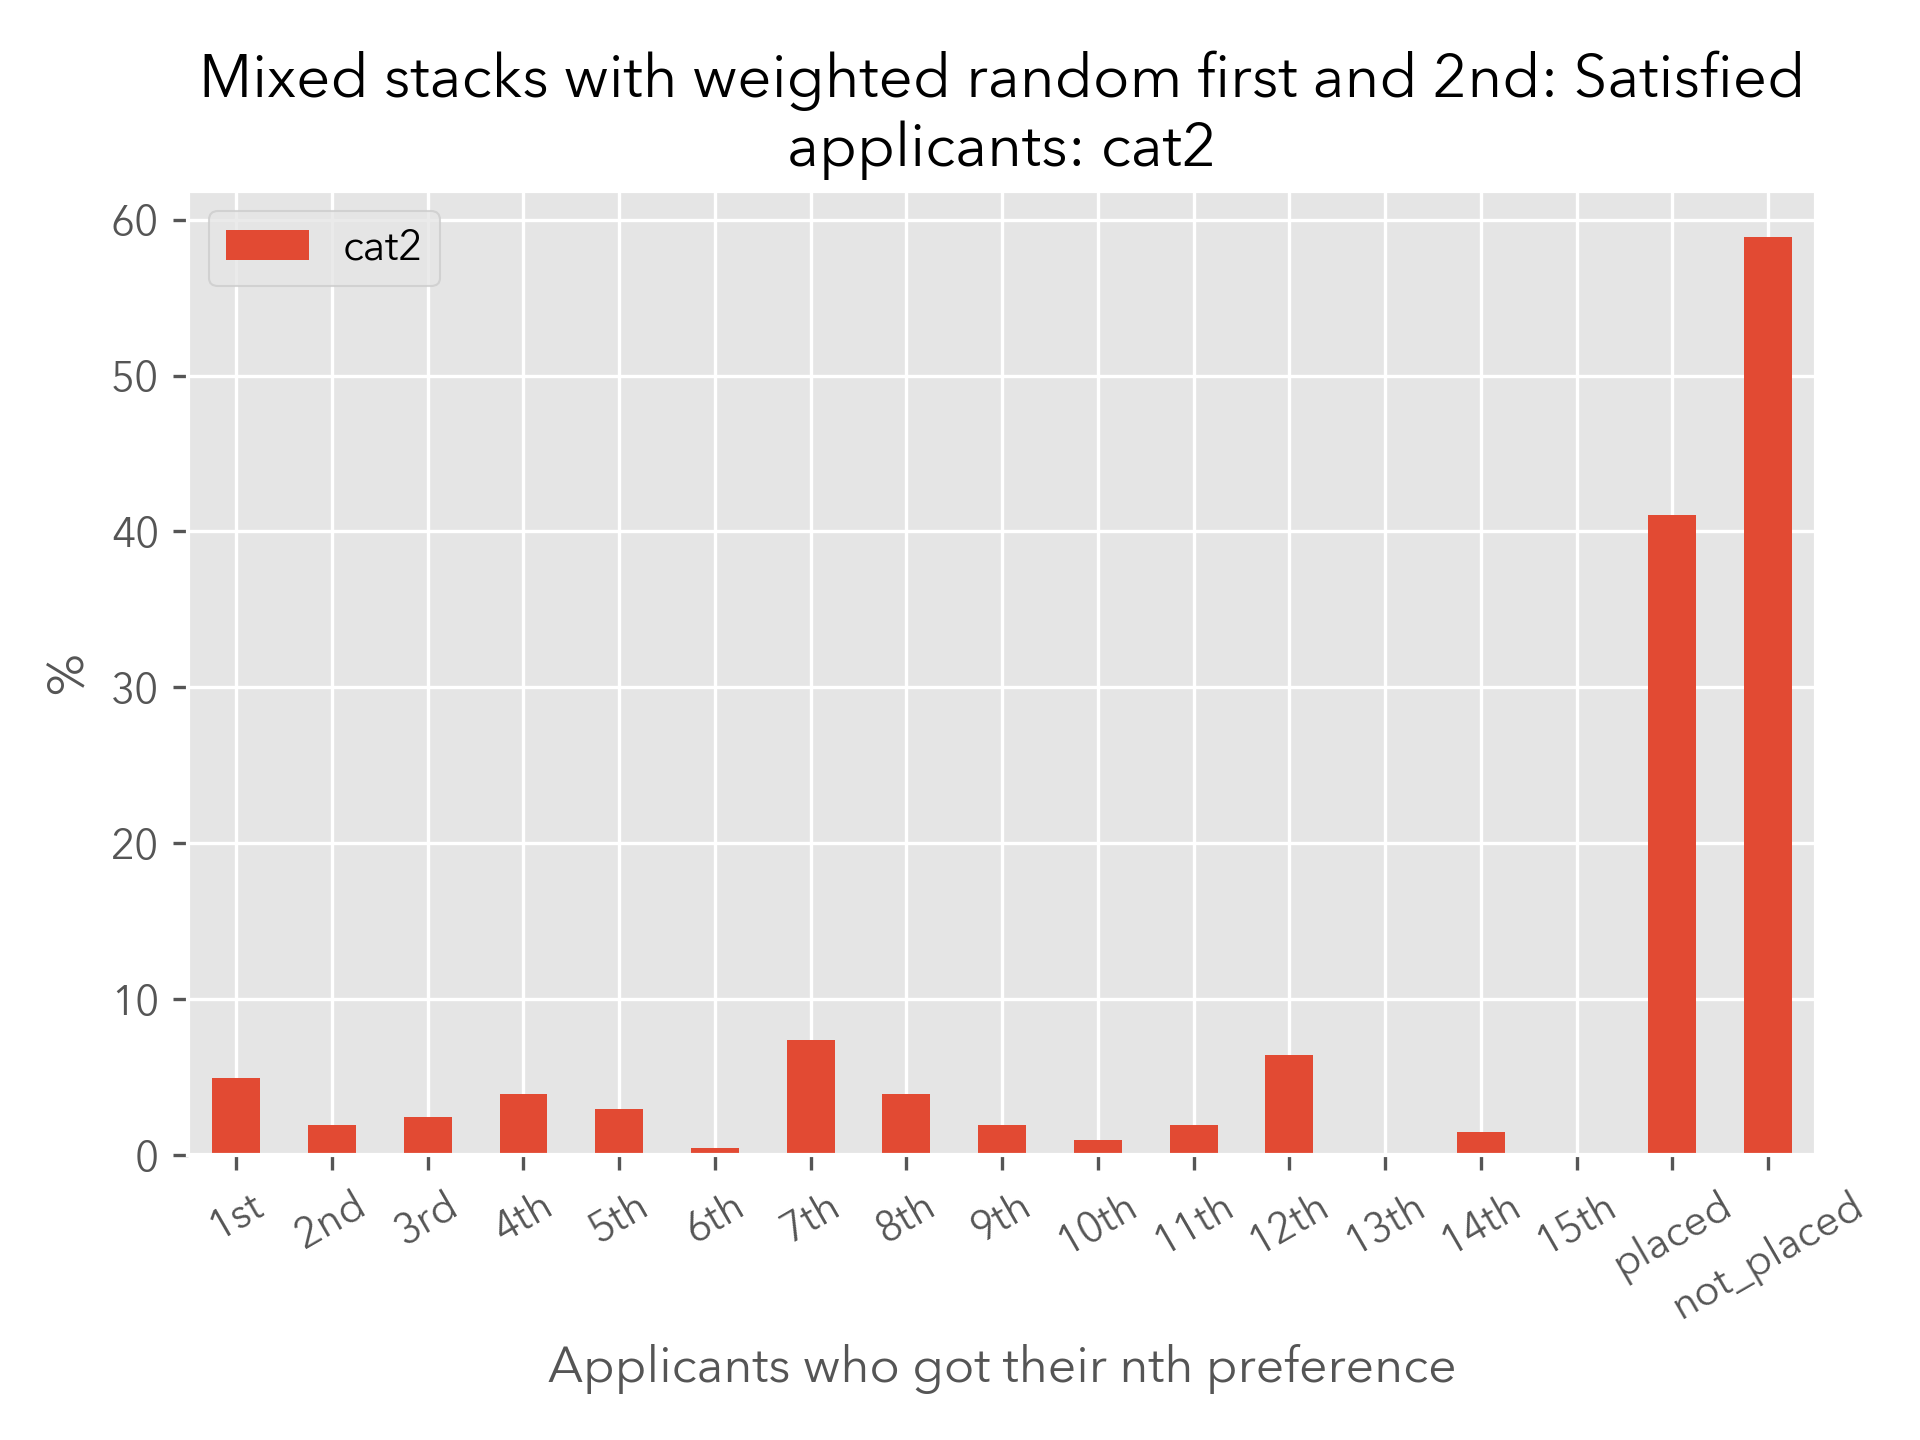 Mixed stacks with weighted random first and 2nd: Satisfied
applicants: cat2
cat2
60
50
40
30
20
10
0
%
1st
2nd
3rd
4th
5th
6th
7th
8th
9th
10th
11th
12th
13th
14th
15th
placed
not_placed
Applicants who got their nth preference